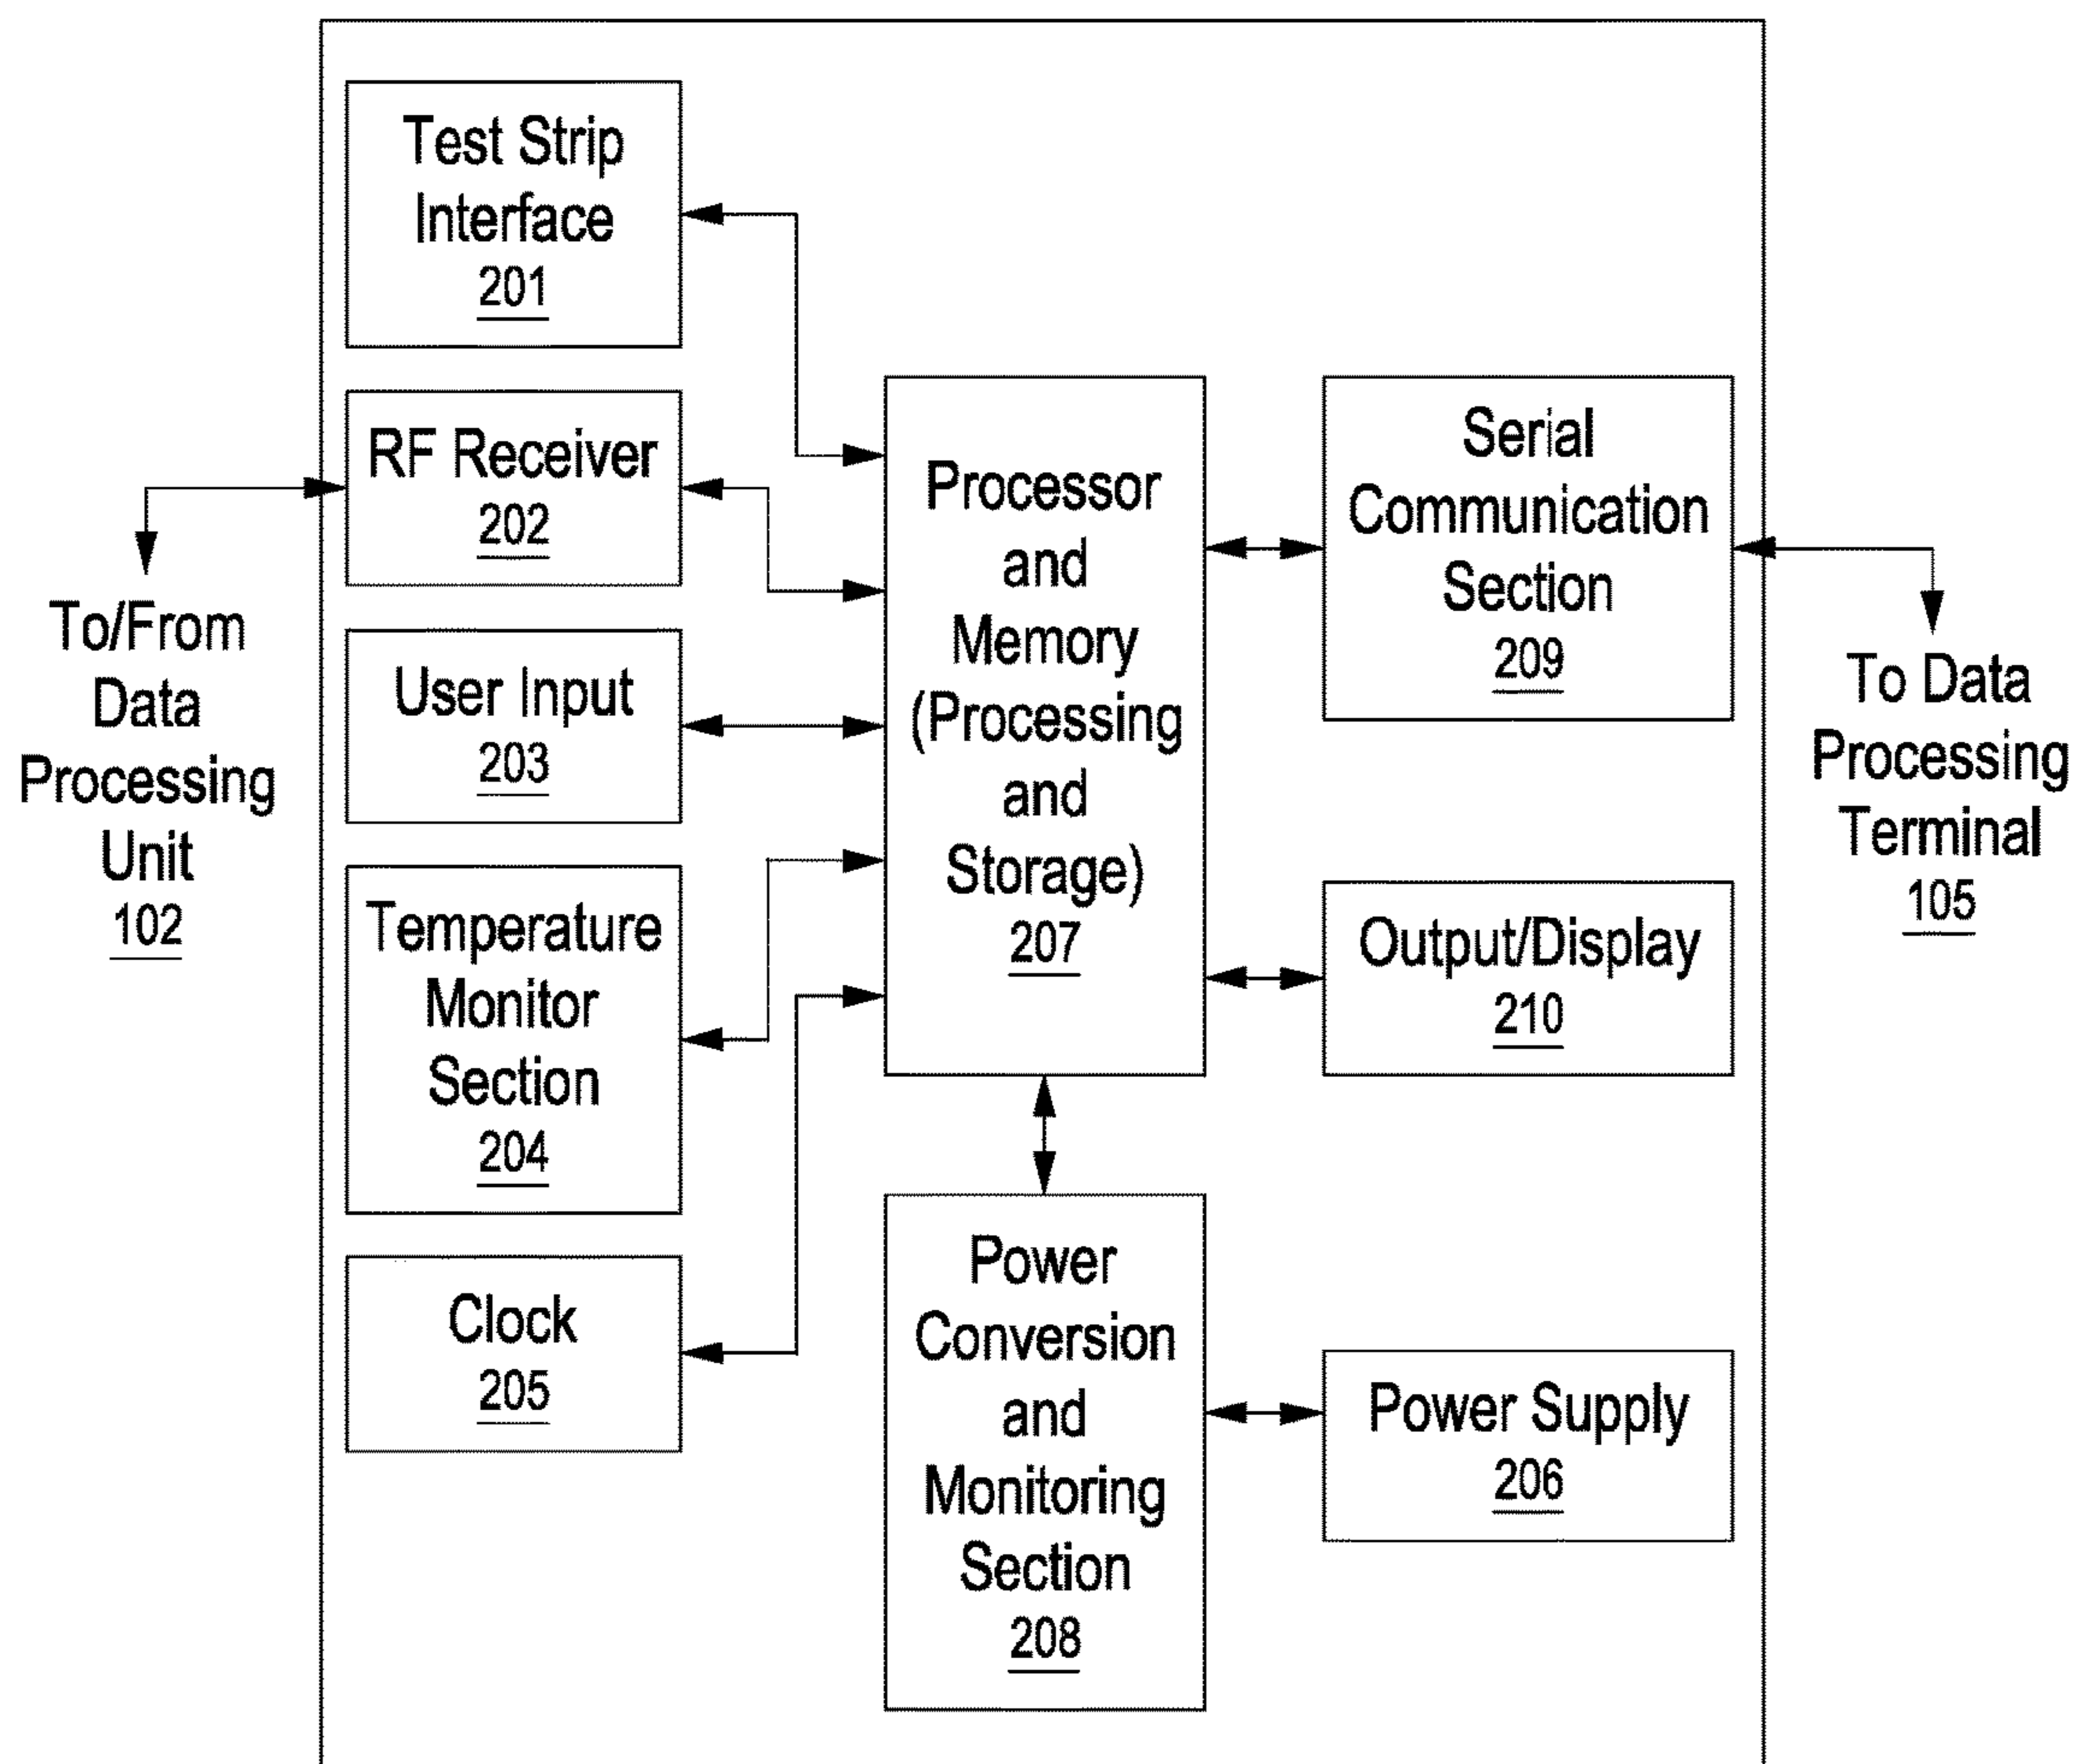 Test Strip
Interface
201
RF Receiver
202
User Input
203
Temperature
Monitor
Section
204
Clock
205
To/From
Data
Processing
Unit
102
Processor
and
Memory
(Processing
and
Storage)
207
Power
Conversion
and
Monitoring
Section
208
Serial
Communication
Section
209
Output/Display
210
Power Supply
206
To Data
Processing
Terminal
105